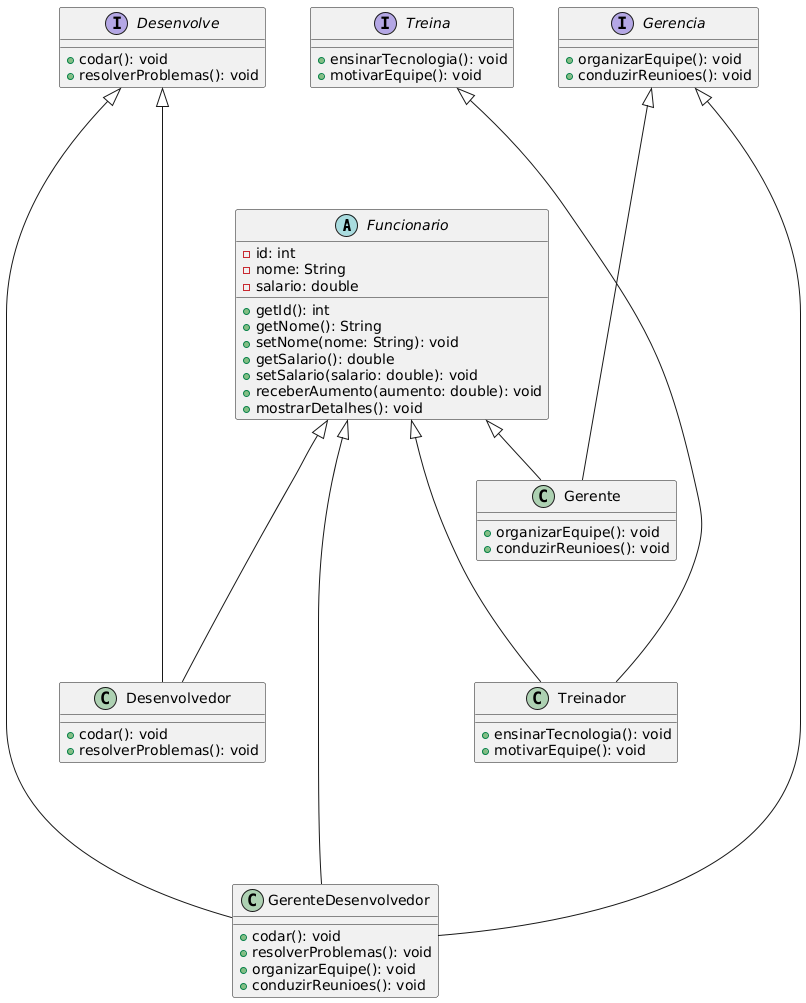 I Desenvolve
codar(): void
resolverProblemas(): void
I Treina
ensinarTecnologia(): void
motivarEquipe(): void
I Gerencia
organizarEquipe(): void
conduzirReunioes(): void
A Funcionario
id: int
nome: String
salario: double
getId(): int
getNome(): String
setNome(nome: String): void
getSalario(): double
setSalario(salario: double): void
receberAumento(aumento: double): void
mostrarDetalhes(): void
C Gerente
organizarEquipe(): void
conduzirReunioes(): void
C Desenvolvedor
codar(): void
resolverProblemas(): void
C Treinador
ensinarTecnologia(): void
motivarEquipe(): void
C GerenteDesenvolvedor
codar(): void
resolverProblemas(): void
organizarEquipe(): void
conduzirReunioes(): void